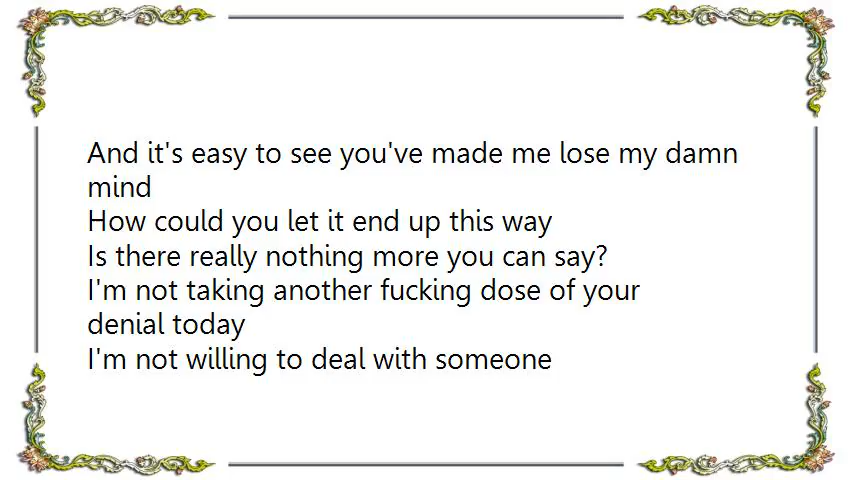 And it's easy to see you've made me lose my damn
mind
How could you let it end up this way
Is there really nothing more you can say?
I'm not taking another fucking dose of your
denial today
I'm not willing to deal with someone